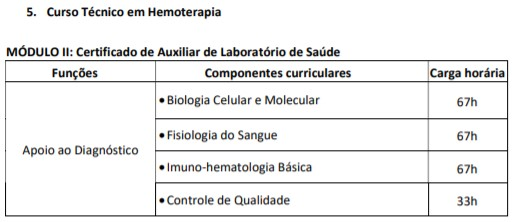 5. Curso Técnico em Hemoterapia
MÓDULO II: Certificado de Auxiliar de Laboratório de Saúde
Funções Componentes curriculares Carga horária
Apoio ao Diagnóstico
• Biologia Celular e Molecular 67h
• Fisiologia do Sangue 67h
• Imuno-hematologia Básica 67h
• Controle de Qualidade 33h